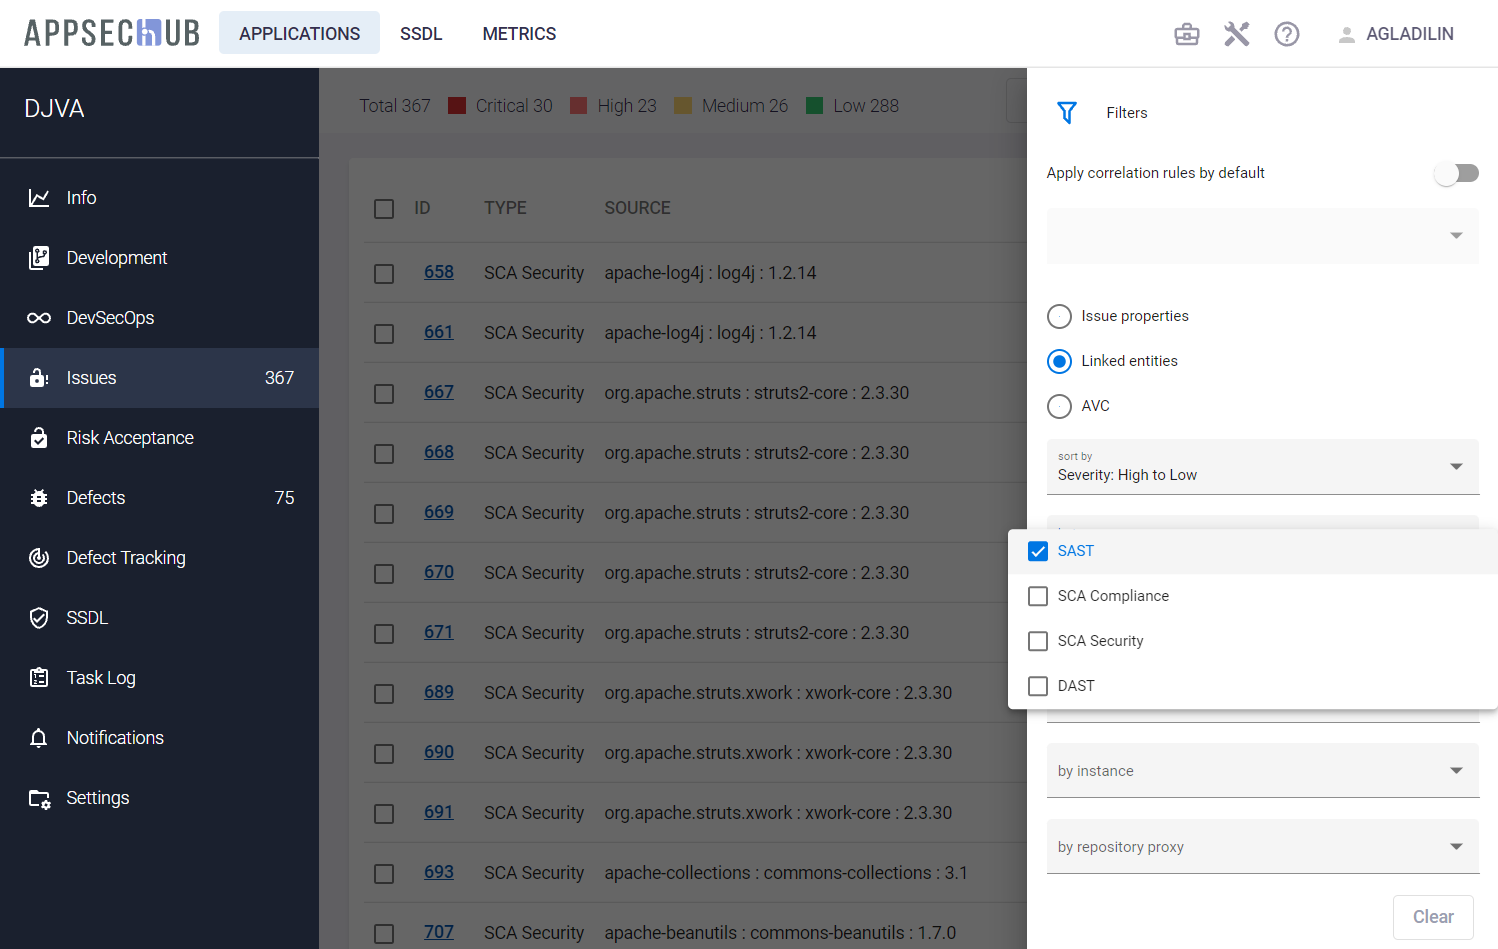 APPSECHUB
APPLICATIONS
SSDL
METRICS
AGLADILIN
DJVA
Info
Development
DevSecOps
Issues 367
Risk Acceptance
Defects 75
Defect Tracking
SSDL
Task Log
Notifications
Settings
Total 367 Critical 30 High 23 Medium 26 Low 288
ID TYPE SOURCE
658 SCA Security apache-log4j : log4j : 1.2.14
661 SCA Security apache-log4j : log4j : 1.2.14
667 SCA Security org.apache.struts : struts2-core : 2.3.30
668 SCA Security org.apache.struts : struts2-core : 2.3.30
669 SCA Security org.apache.struts : struts2-core : 2.3.30
670 SCA Security org.apache.struts : struts2-core : 2.3.30
671 SCA Security org.apache.struts : struts2-core : 2.3.30
689 SCA Security org.apache.struts.xwork : xwork-core : 2.3.30
690 SCA Security org.apache.struts.xwork : xwork-core : 2.3.30
691 SCA Security org.apache.struts.xwork : xwork-core : 2.3.30
693 SCA Security apache-collections : commons-collections : 3.1
707 SCA Security apache-beanutils : commons-beanutils : 1.7.0
Filters
Apply correlation rules by default
Issue properties
Linked entities
AVC
sort by
Severity: High to Low
SAST
SCA Compliance
SCA Security
DAST
by instance
by repository proxy
Clear